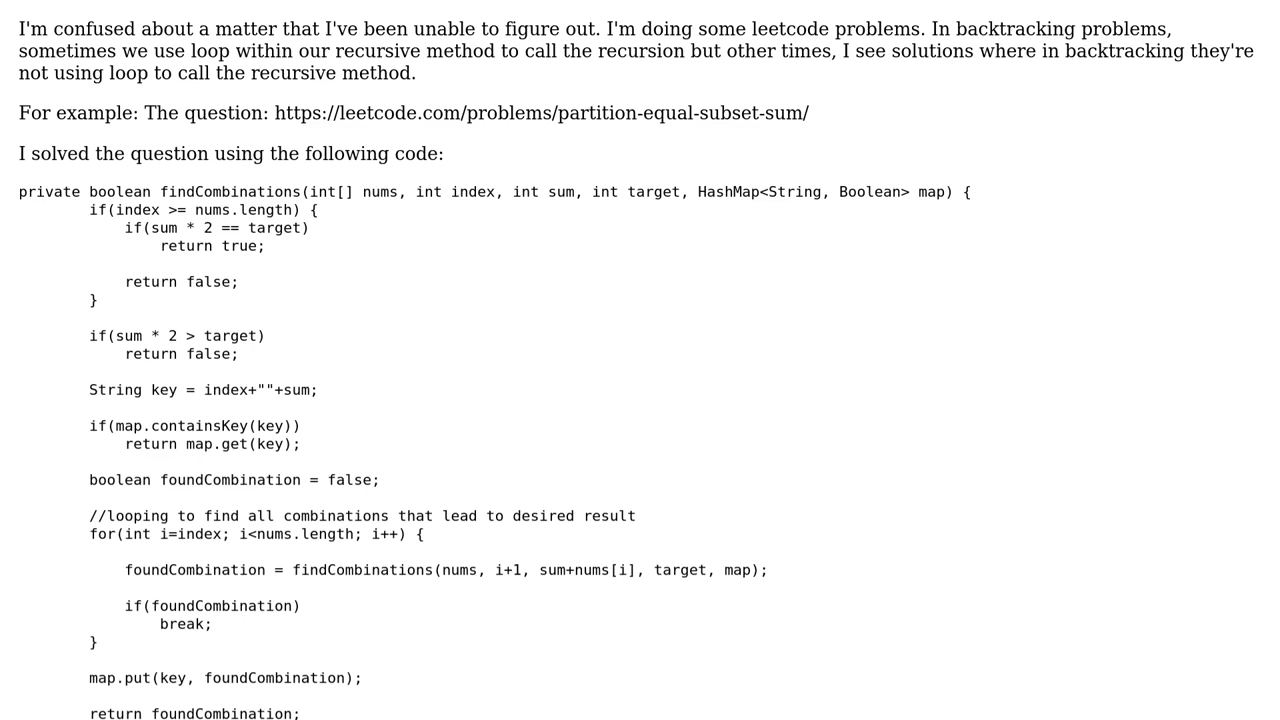 I'm confused about a matter that I've been unable to figure out. I'm doing some leetcode problems. In backtracking problems,
sometimes we use loop within our recursive method to call the recursion but other times, I see solutions where in backtracking they're
not using loop to call the recursive method.
For example: The question: https://leetcode.com/problems/partition-equal-subset-sum/
I solved the question using the following code:
private boolean findCombinations(int[] nums, int index, int sum, int target, HashMap<String, Boolean> map) {
        if(index >= nums.length) {
            if(sum * 2 == target)
                return true;
            return false;
        }
        if(sum * 2 > target)
            return false;
        String key = index+""+sum;
        if(map.containsKey(key))
            return map.get(key);
        boolean foundCombination = false;
        //looping to find all combinations that lead to desired result
        for(int i=index; i<nums.length; i++) {
            foundCombination = findCombinations(nums, i+1, sum+nums[i], target, map);
            if(foundCombination)
                break;
        }
        map.put(key, foundCombination);
        return foundCombination;